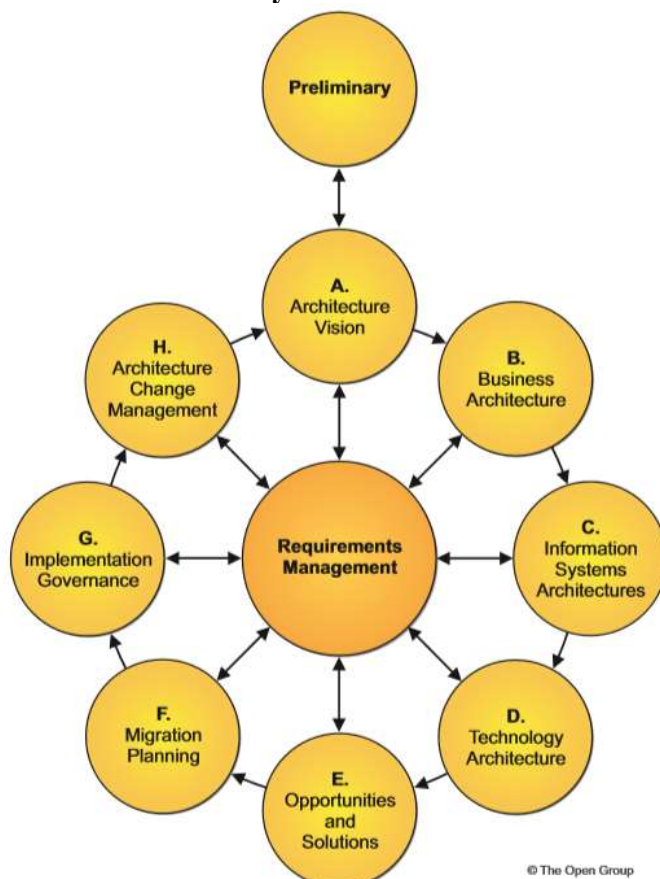 Preliminary
A.
Architecture
Vision
B.
Business
Architecture
C.
Information
Systems
Architectures
D.
Technology
Architecture
E.
Opportunities
and
Solutions
F.
Migration
Planning
G.
Implementation
Governance
H.
Architecture
Change
Management
Requirements
Management
© The Open Group